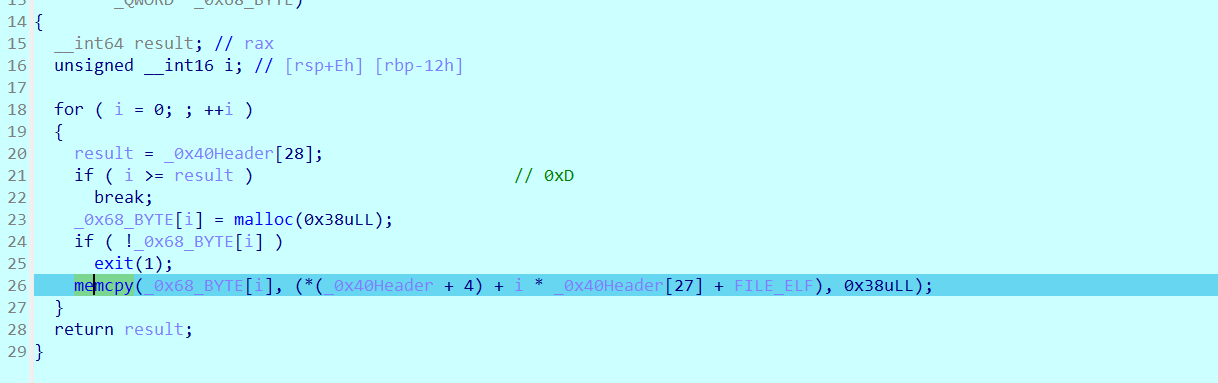 _QWORD *_0x68_BYTE)
14 {
15 __int64 result; // rax
16 unsigned __int16 i; // [rsp+Eh] [rbp-12h]
17
18 for ( i = 0; ; ++i )
19 {
20 result = _0x40Header[28];
21 if ( i >= result ) // 0xD
22 break;
23 _0x68_BYTE[i] = malloc(0x38uLL);
24 if ( !_0x68_BYTE[i] )
25 exit(1);
26 memcpy(_0x68_BYTE[i], (*(_0x40Header + 4) + i * _0x40Header[27] + FILE_ELF), 0x38uLL);
27 }
28 return result;
29 }